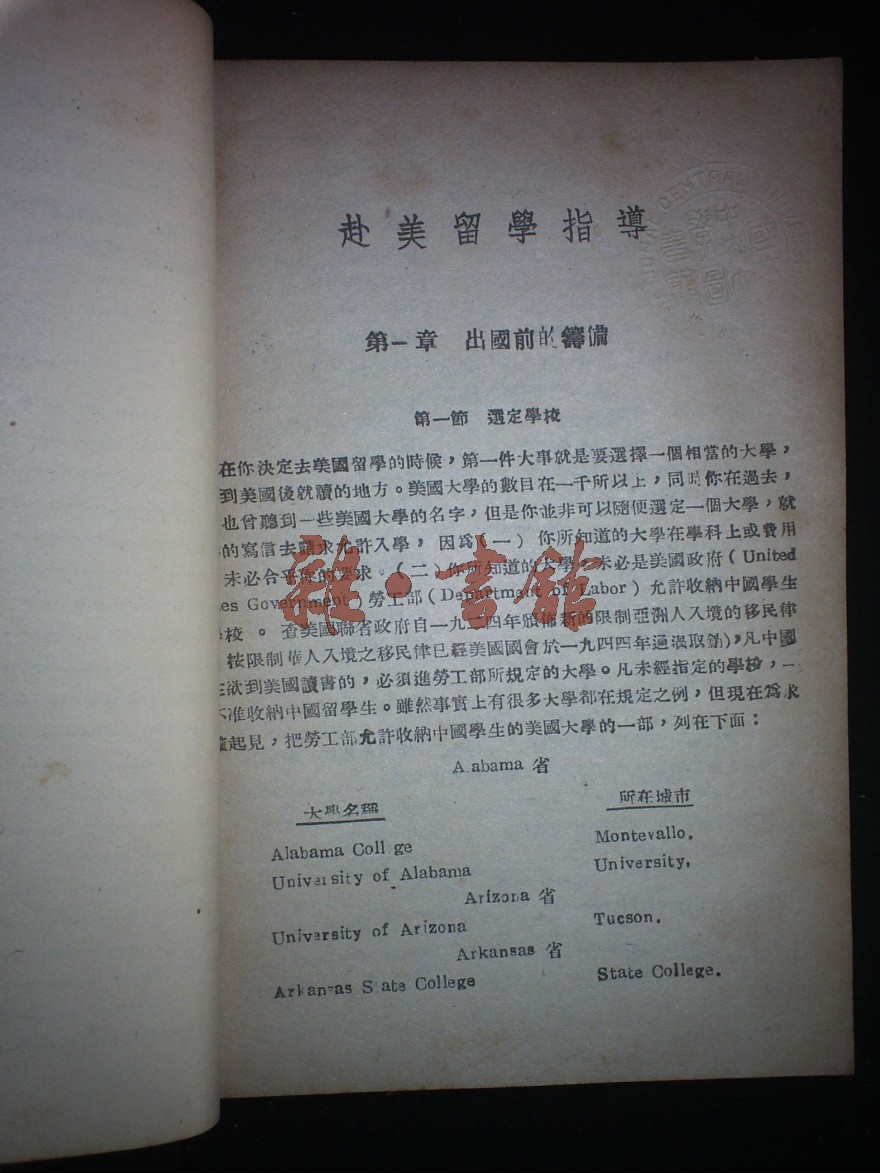 赴美留學指導
第一章 出國前的籌備
第一節 選定學校
在你決定去美國留學的時候,第一件大事就是要選擇一個相當的大學,
到美國後就讀的地方。美國大學的數目在一千所以上,同時你在過去,
也曾聽到一些美國大學的名字,但是你並非可以隨便選定一個大學,就
的寫信去請求允許入學, 因爲(一)你所知道的大學在學科上或費用
未必合乎你的要求。(二)你所知道的大學,未必是美國政府(United
es Government)勞工部(Department of Labor)允許收納中國學生
校。 查美國聯省政府自一九二四年頒佈新的限制亞洲人入境的移民律
按限制華人入境之移民律已經美國國會於一九四四年通過取銷),凡中國
欲到美國讀書的,必須進勞工部所規定的大學。凡未經指定的學校,一
不准收納中國留學生。雖然事實上有很多大學都在規定之例,但現在爲求
起見,把勞工部允許收納中國學生的美國大學的一部,列在下面:
A abama 省
大學名稱 所在城市
Alabama Coll ge Montevallo.
University of Alabama University,
Arizona 省
University of Arizona Tucson.
Arkansas 省
Arkansas S ate College State College.
雜·書館
CENTRAL